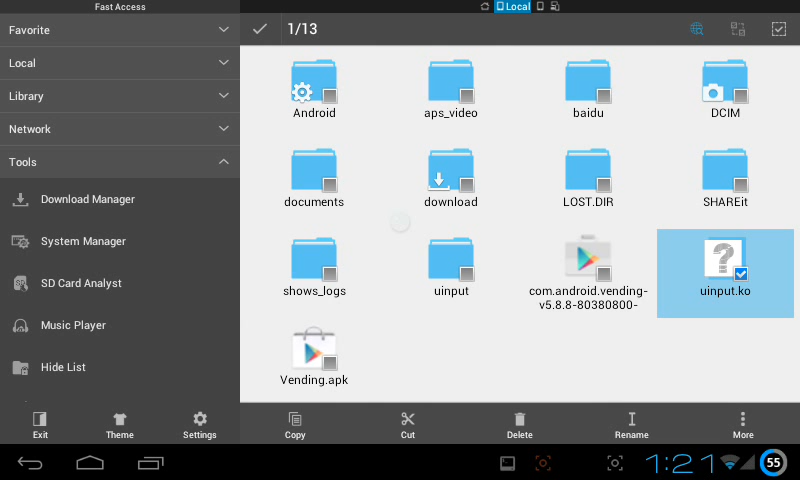 Fast Access
Local
Favorite
Local
Library
Network
Tools
Download Manager
System Manager
SD Card Analyst
Music Player
Hide List
Exit
Theme
Settings
1/13
Android
aps_video
baidu
DCIM
documents
download
LOST.DIR
SHAREit
shows_logs
uinput
com.android.vending-
v5.8.8-80380800-
uinput.ko
Vending.apk
Copy
Cut
Delete
Rename
More
1:21
55